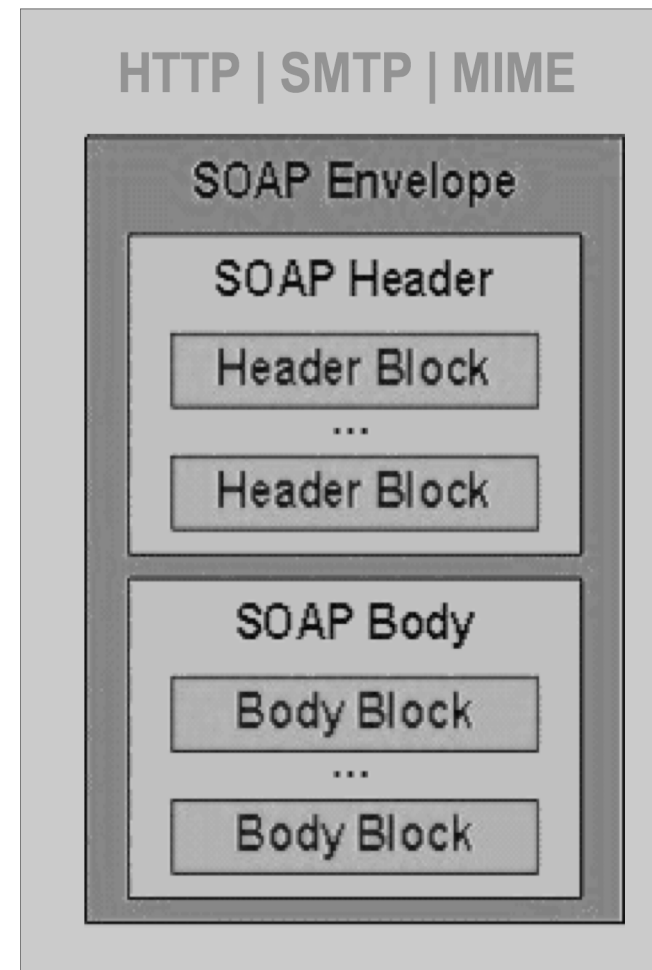 HTTP | SMTP | MIME
SOAP Envelope
SOAP Header
Header Block
...
Header Block
SOAP Body
Body Block
...
Body Block